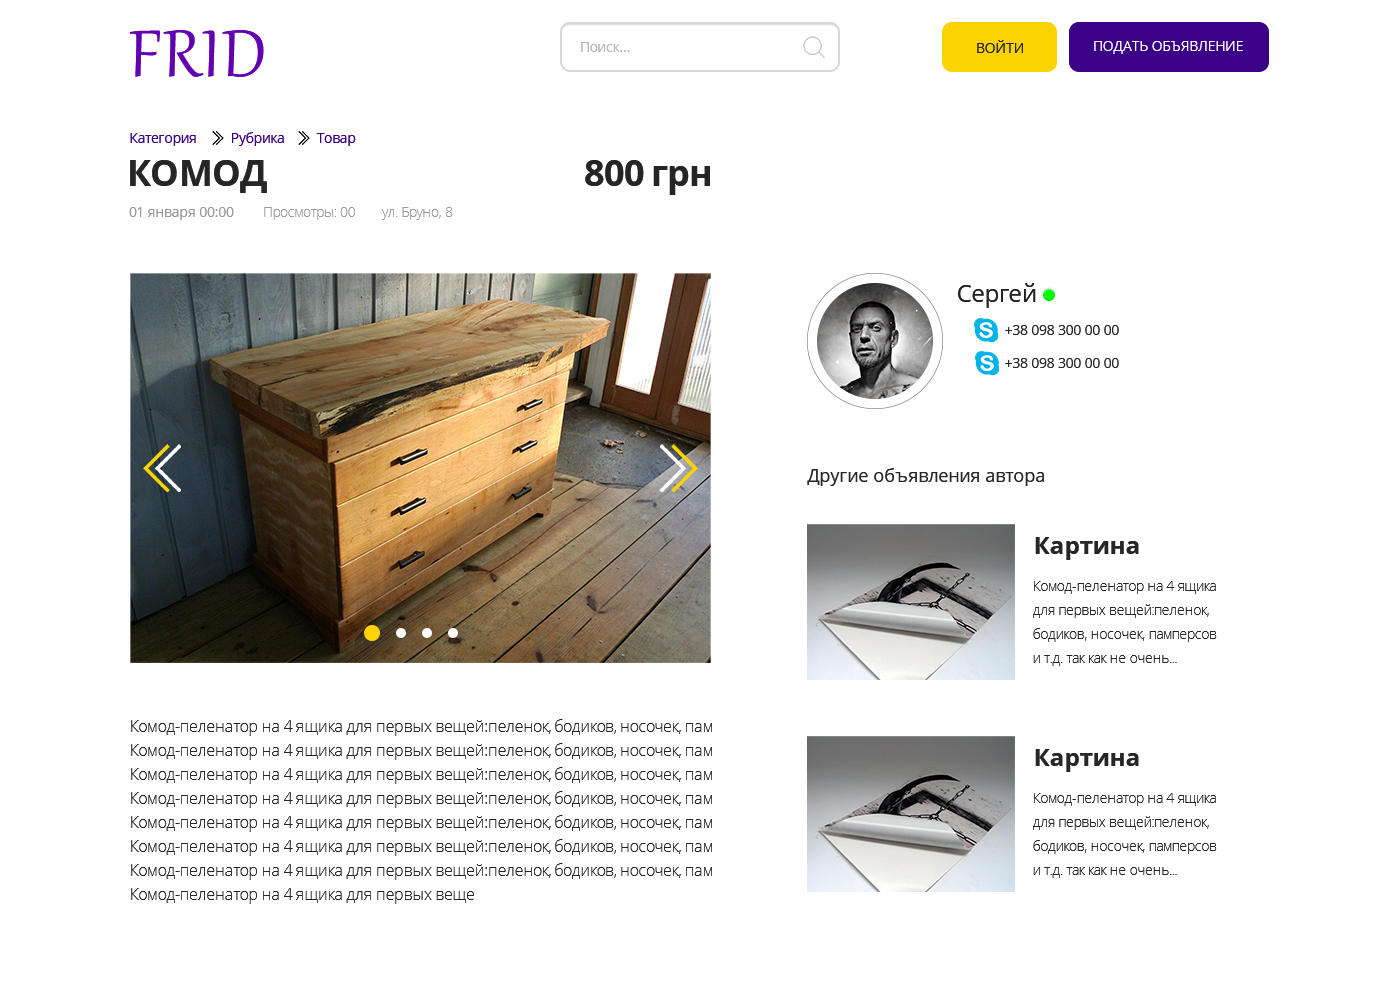 FRID
Поиск...
ВОЙТИ
ПОДАТЬ ОБЪЯВЛЕНИЕ
Категория Рубрика Товар
КОМОД
800 грн
01 января 00:00 Просмотры: 00 ул. Бруно, 8
Сергей
+38 098 300 00 00
+38 098 300 00 00
Другие объявления автора
Картина
Комод-пеленатор на 4 ящика
для первых вещей:пеленок,
бодиков, носочек, памперсов
и т.д. так как не очень...
Картина
Комод-пеленатор на 4 ящика
для первых вещей:пеленок,
бодиков, носочек, памперсов
и т.д. так как не очень...
Комод-пеленатор на 4 ящика для первых вещей:пеленок, бодиков, носочек, пам
Комод-пеленатор на 4 ящика для первых вещей:пеленок, бодиков, носочек, пам
Комод-пеленатор на 4 ящика для первых вещей:пеленок, бодиков, носочек, пам
Комод-пеленатор на 4 ящика для первых вещей:пеленок, бодиков, носочек, пам
Комод-пеленатор на 4 ящика для первых вещей:пеленок, бодиков, носочек, пам
Комод-пеленатор на 4 ящика для первых вещей:пеленок, бодиков, носочек, пам
Комод-пеленатор на 4 ящика для первых вещей:пеленок, бодиков, носочек, пам
Комод-пеленатор на 4 ящика для первых веще